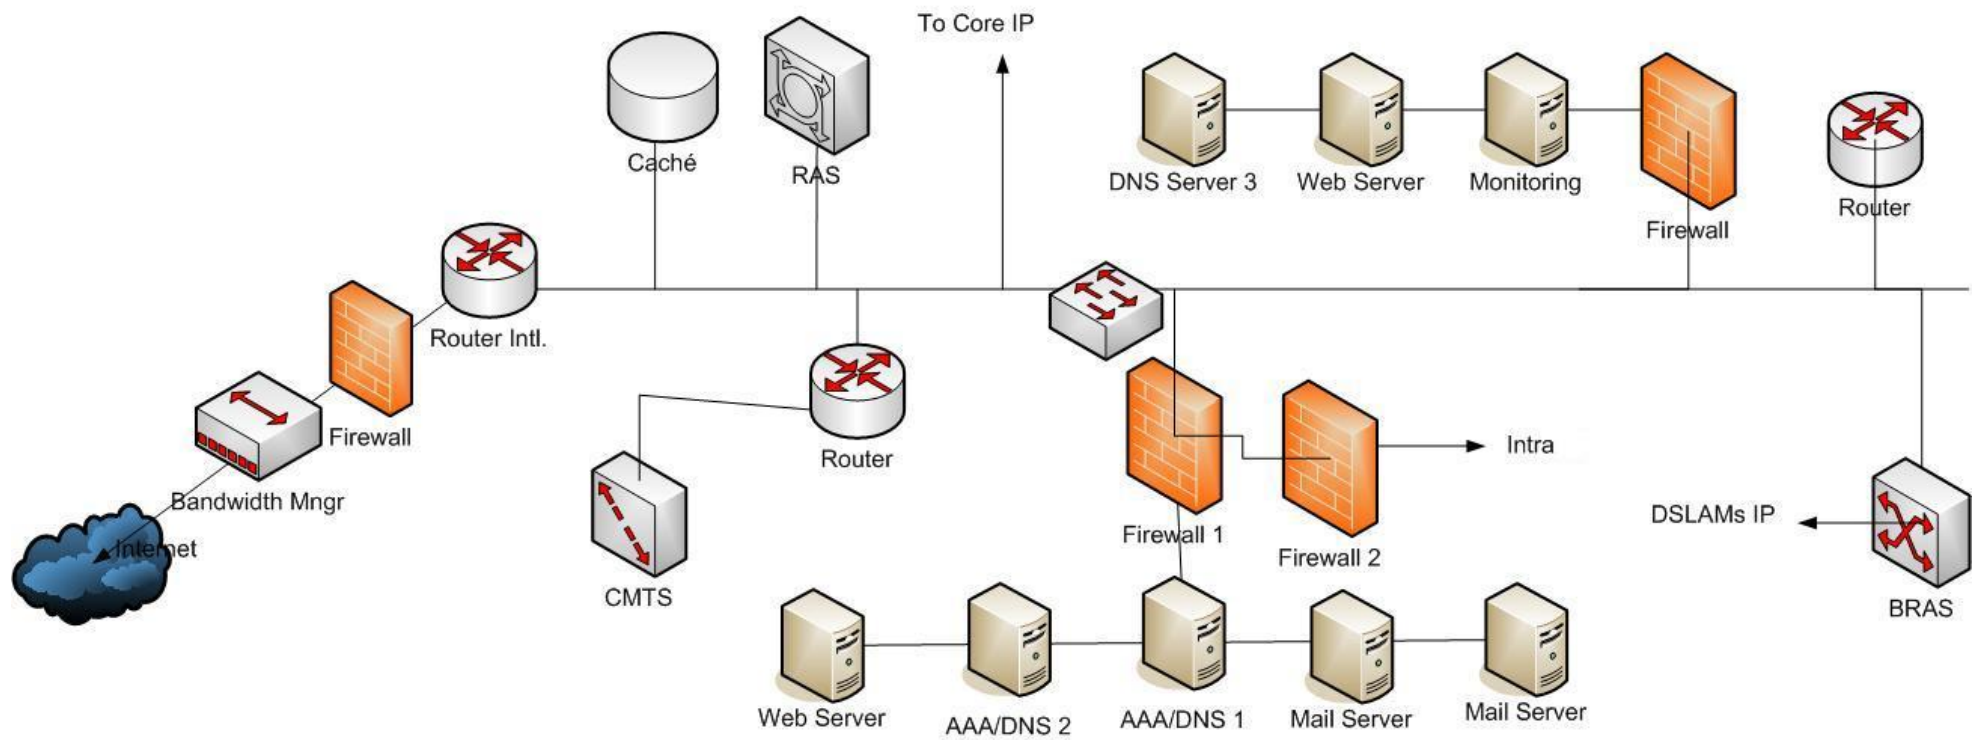 To Core IP
Caché
RAS
DNS Server 3
Web Server
Monitoring
Firewall
Router
Router Intl.
Firewall
Bandwidth Mngr
Internet
Router
CMTS
Firewall 1
Firewall 2
Intra
DSLAMs IP
BRAS
Web Server
AAA/DNS 2
AAA/DNS 1
Mail Server
Mail Server